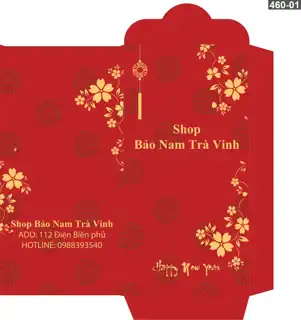 460-01
Shop
Bảo Nam Trà Vinh
Shop Bảo Nam Trà Vinh
ADD: 112 Điện Biên phủ
HOTLINE: 0988393540
Happy New Year